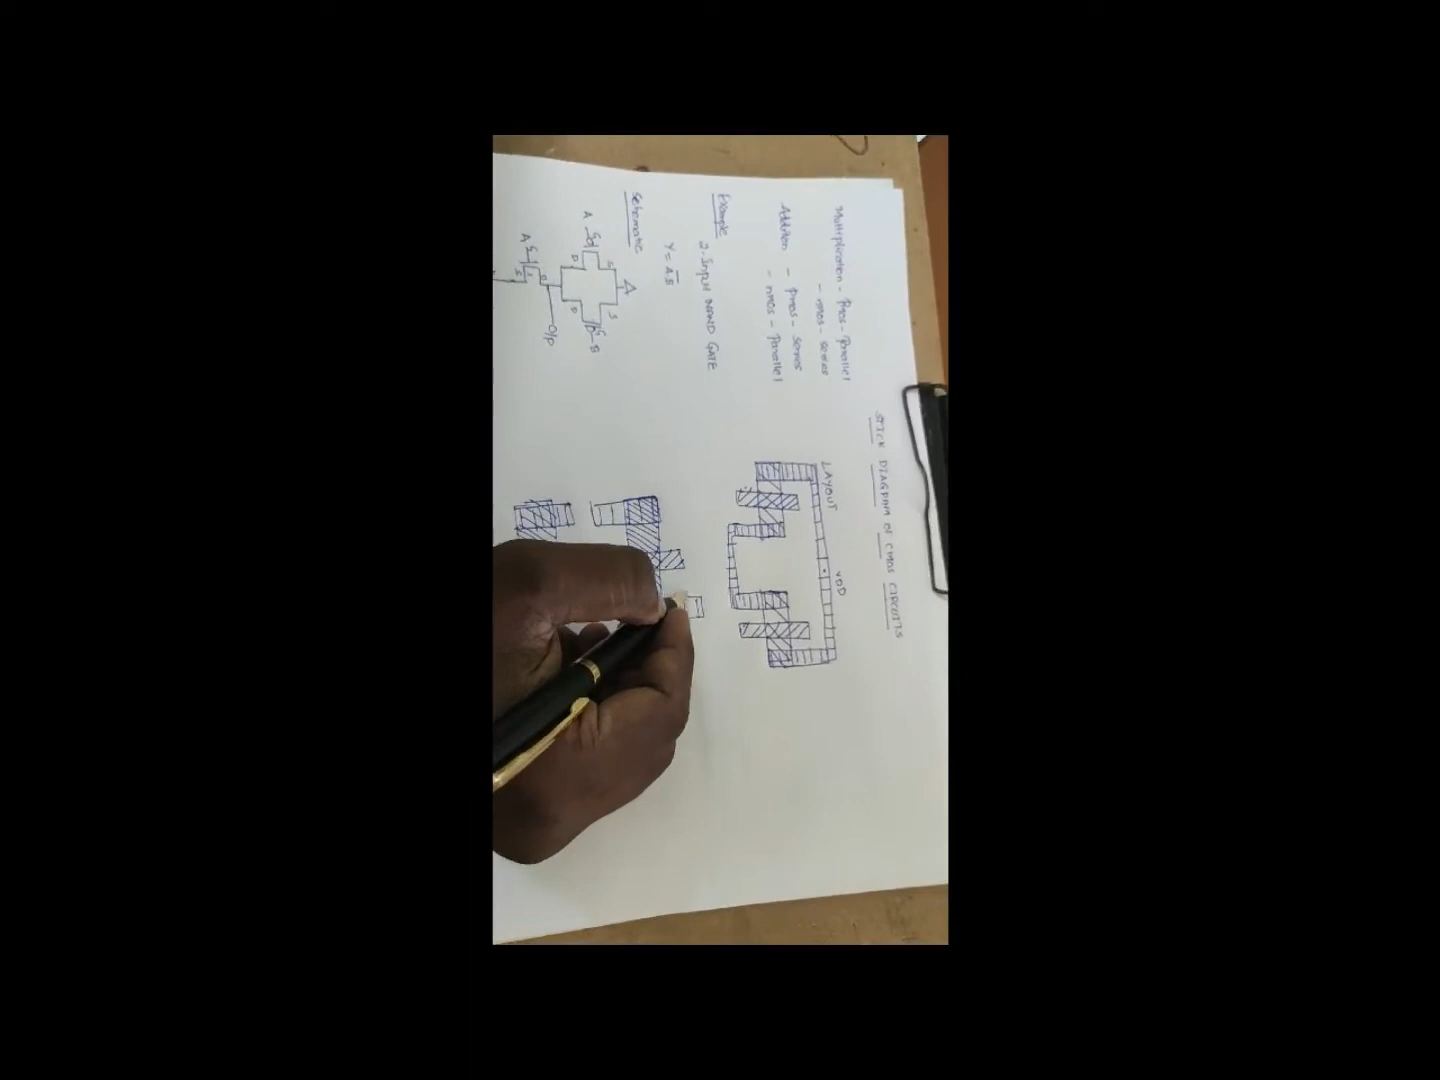 STICK DIAGRAM OF CMOS CIRCUITS
Multiplication - Pmos - Parallel
- nmos - series
Addition - Pmos - series
- nmos - Parallel
Example
2-Input NAND GATE
Y = A.B
Schematic
S S
A G G B
D D
O/P
A G D
S
LAYOUT
VDD